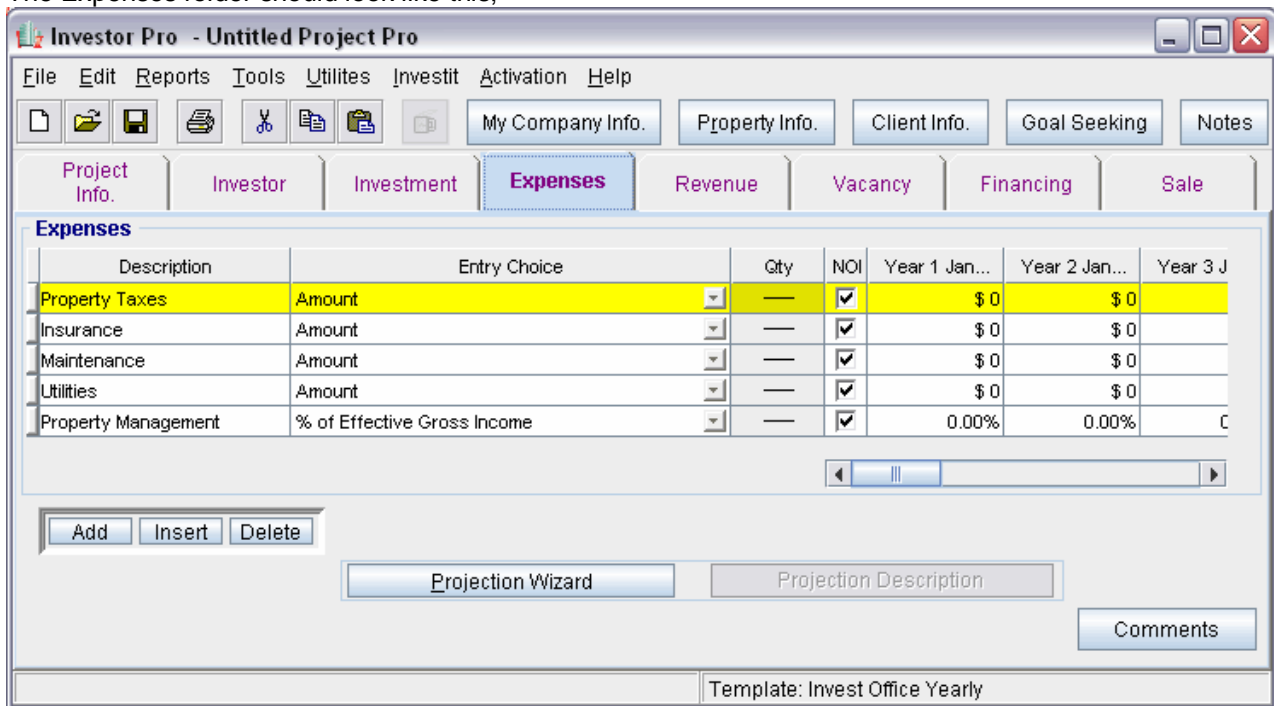 Investor Pro - Untitled Project Pro
File Edit Reports Tools Utilites Investit Activation Help
My Company Info. Property Info. Client Info. Goal Seeking Notes
Project Info. Investor Investment Expenses Revenue Vacancy Financing Sale
Expenses
Description Entry Choice Qty NOI Year 1 Jan... Year 2 Jan... Year 3 J
Property Taxes Amount — $ 0 $ 0
Insurance Amount — $ 0 $ 0
Maintenance Amount — $ 0 $ 0
Utilities Amount — $ 0 $ 0
Property Management % of Effective Gross Income — 0.00% 0.00% 0
Add Insert Delete
Projection Wizard Projection Description
Comments
Template: Invest Office Yearly